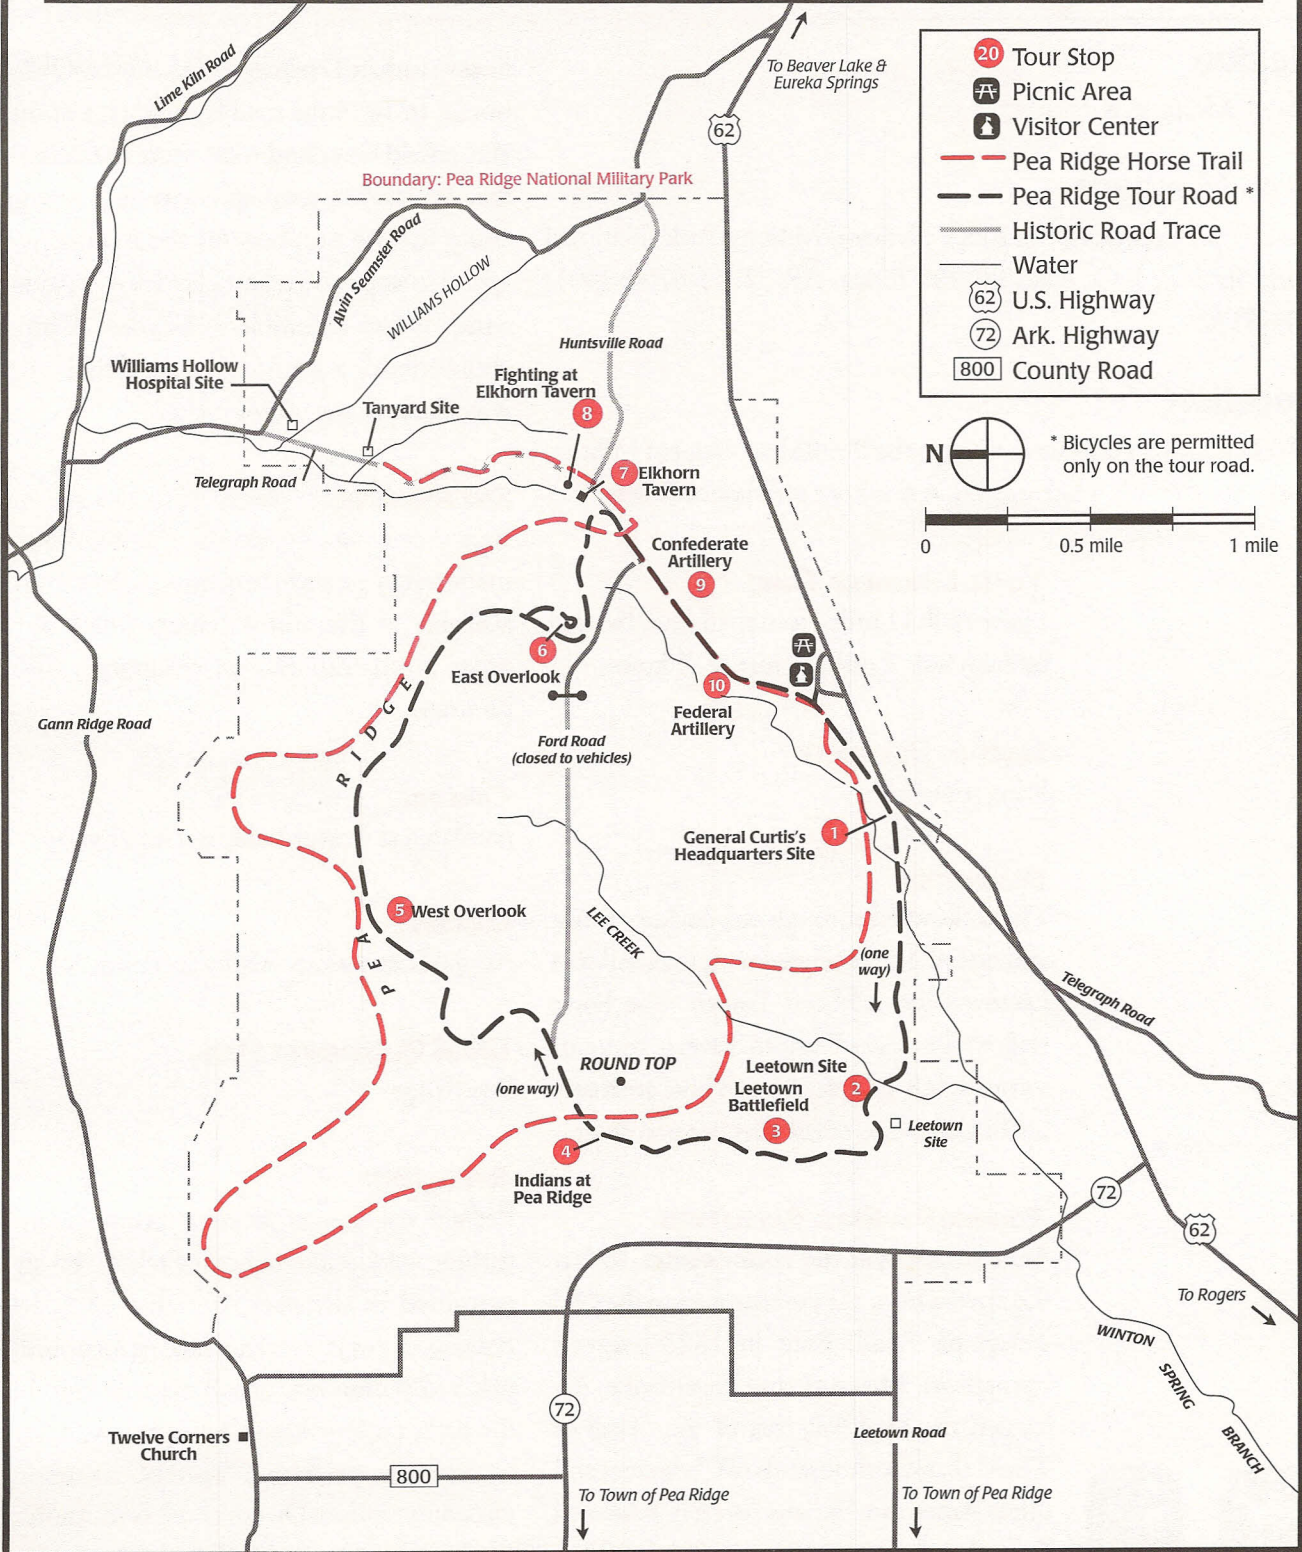 Lime Kiln Road
To Beaver Lake &
Eureka Springs
62
20 Tour Stop
Picnic Area
Visitor Center
Pea Ridge Horse Trail
Pea Ridge Tour Road *
Historic Road Trace
Water
62 U.S. Highway
72 Ark. Highway
800 County Road
N
* Bicycles are permitted
only on the tour road.
0 0.5 mile 1 mile
Boundary: Pea Ridge National Military Park
Alvin Seamster Road
WILLIAMS HOLLOW
Huntsville Road
Williams Hollow
Hospital Site
Tanyard Site
Fighting at
Elkhorn Tavern
8
Telegraph Road
7 Elkhorn
Tavern
Confederate
Artillery
9
6
East Overlook
10
Federal
Artillery
Gann Ridge Road
Ford Road
(closed to vehicles)
PEA RIDGE
General Curtis's
Headquarters Site
1
5 West Overlook
LEE CREEK
(one
way)
Telegraph Road
ROUND TOP
(one way)
Leetown Site
2
Leetown
Battlefield
3
Leetown
Site
4
Indians at
Pea Ridge
72
62
To Rogers
WINTON
SPRING
BRANCH
Twelve Corners
Church
72
Leetown Road
800
To Town of Pea Ridge
To Town of Pea Ridge